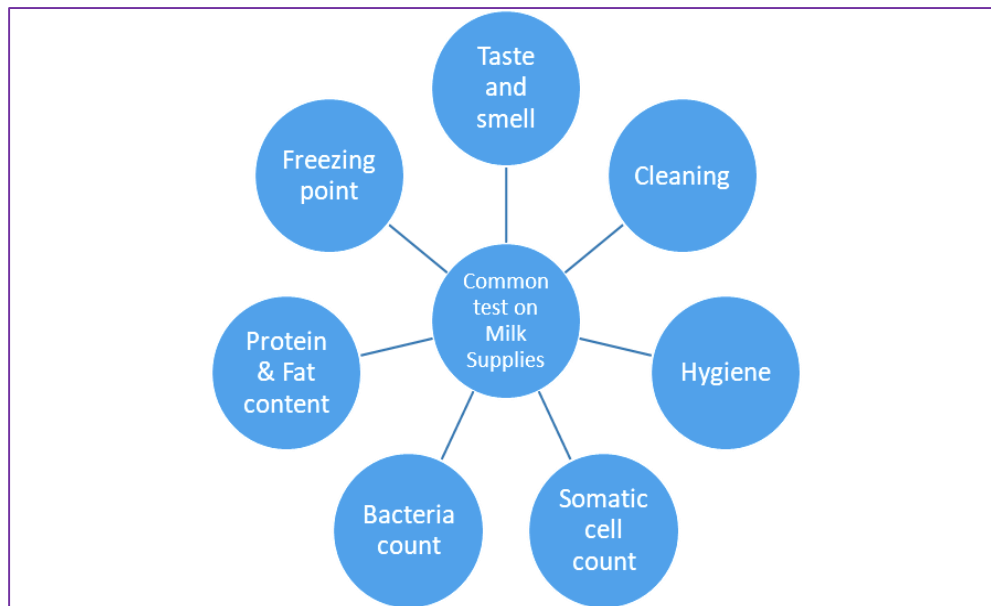 Taste
and
smell
Cleaning
Hygiene
Somatic
cell
count
Bacteria
count
Protein
& Fat
content
Freezing
point
Common
test on
Milk
Supplies